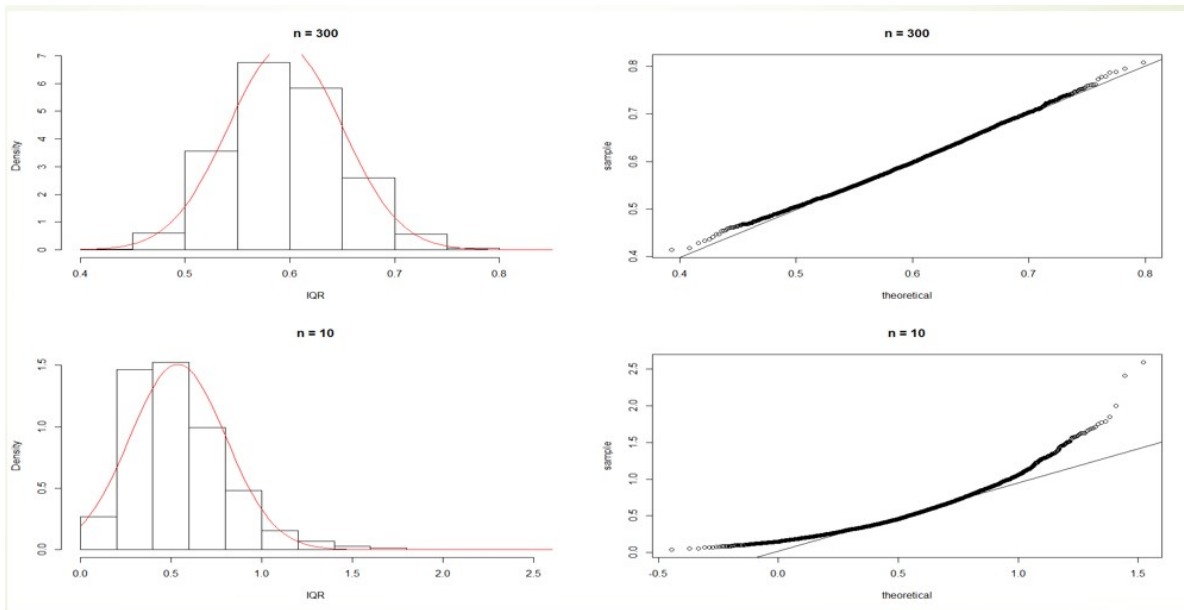 n = 300
Density
7
6
5
4
3
2
1
0
0.4 0.5 0.6 0.7 0.8
IQR
n = 300
sample
0.8
0.7
0.6
0.5
0.4
0.4 0.5 0.6 0.7 0.8
theoretical
n = 10
Density
1.5
1.0
0.5
0.0
0.0 0.5 1.0 1.5 2.0 2.5
IQR
n = 10
sample
2.5
2.0
1.5
1.0
0.5
0.0
-0.5 0.0 0.5 1.0 1.5
theoretical